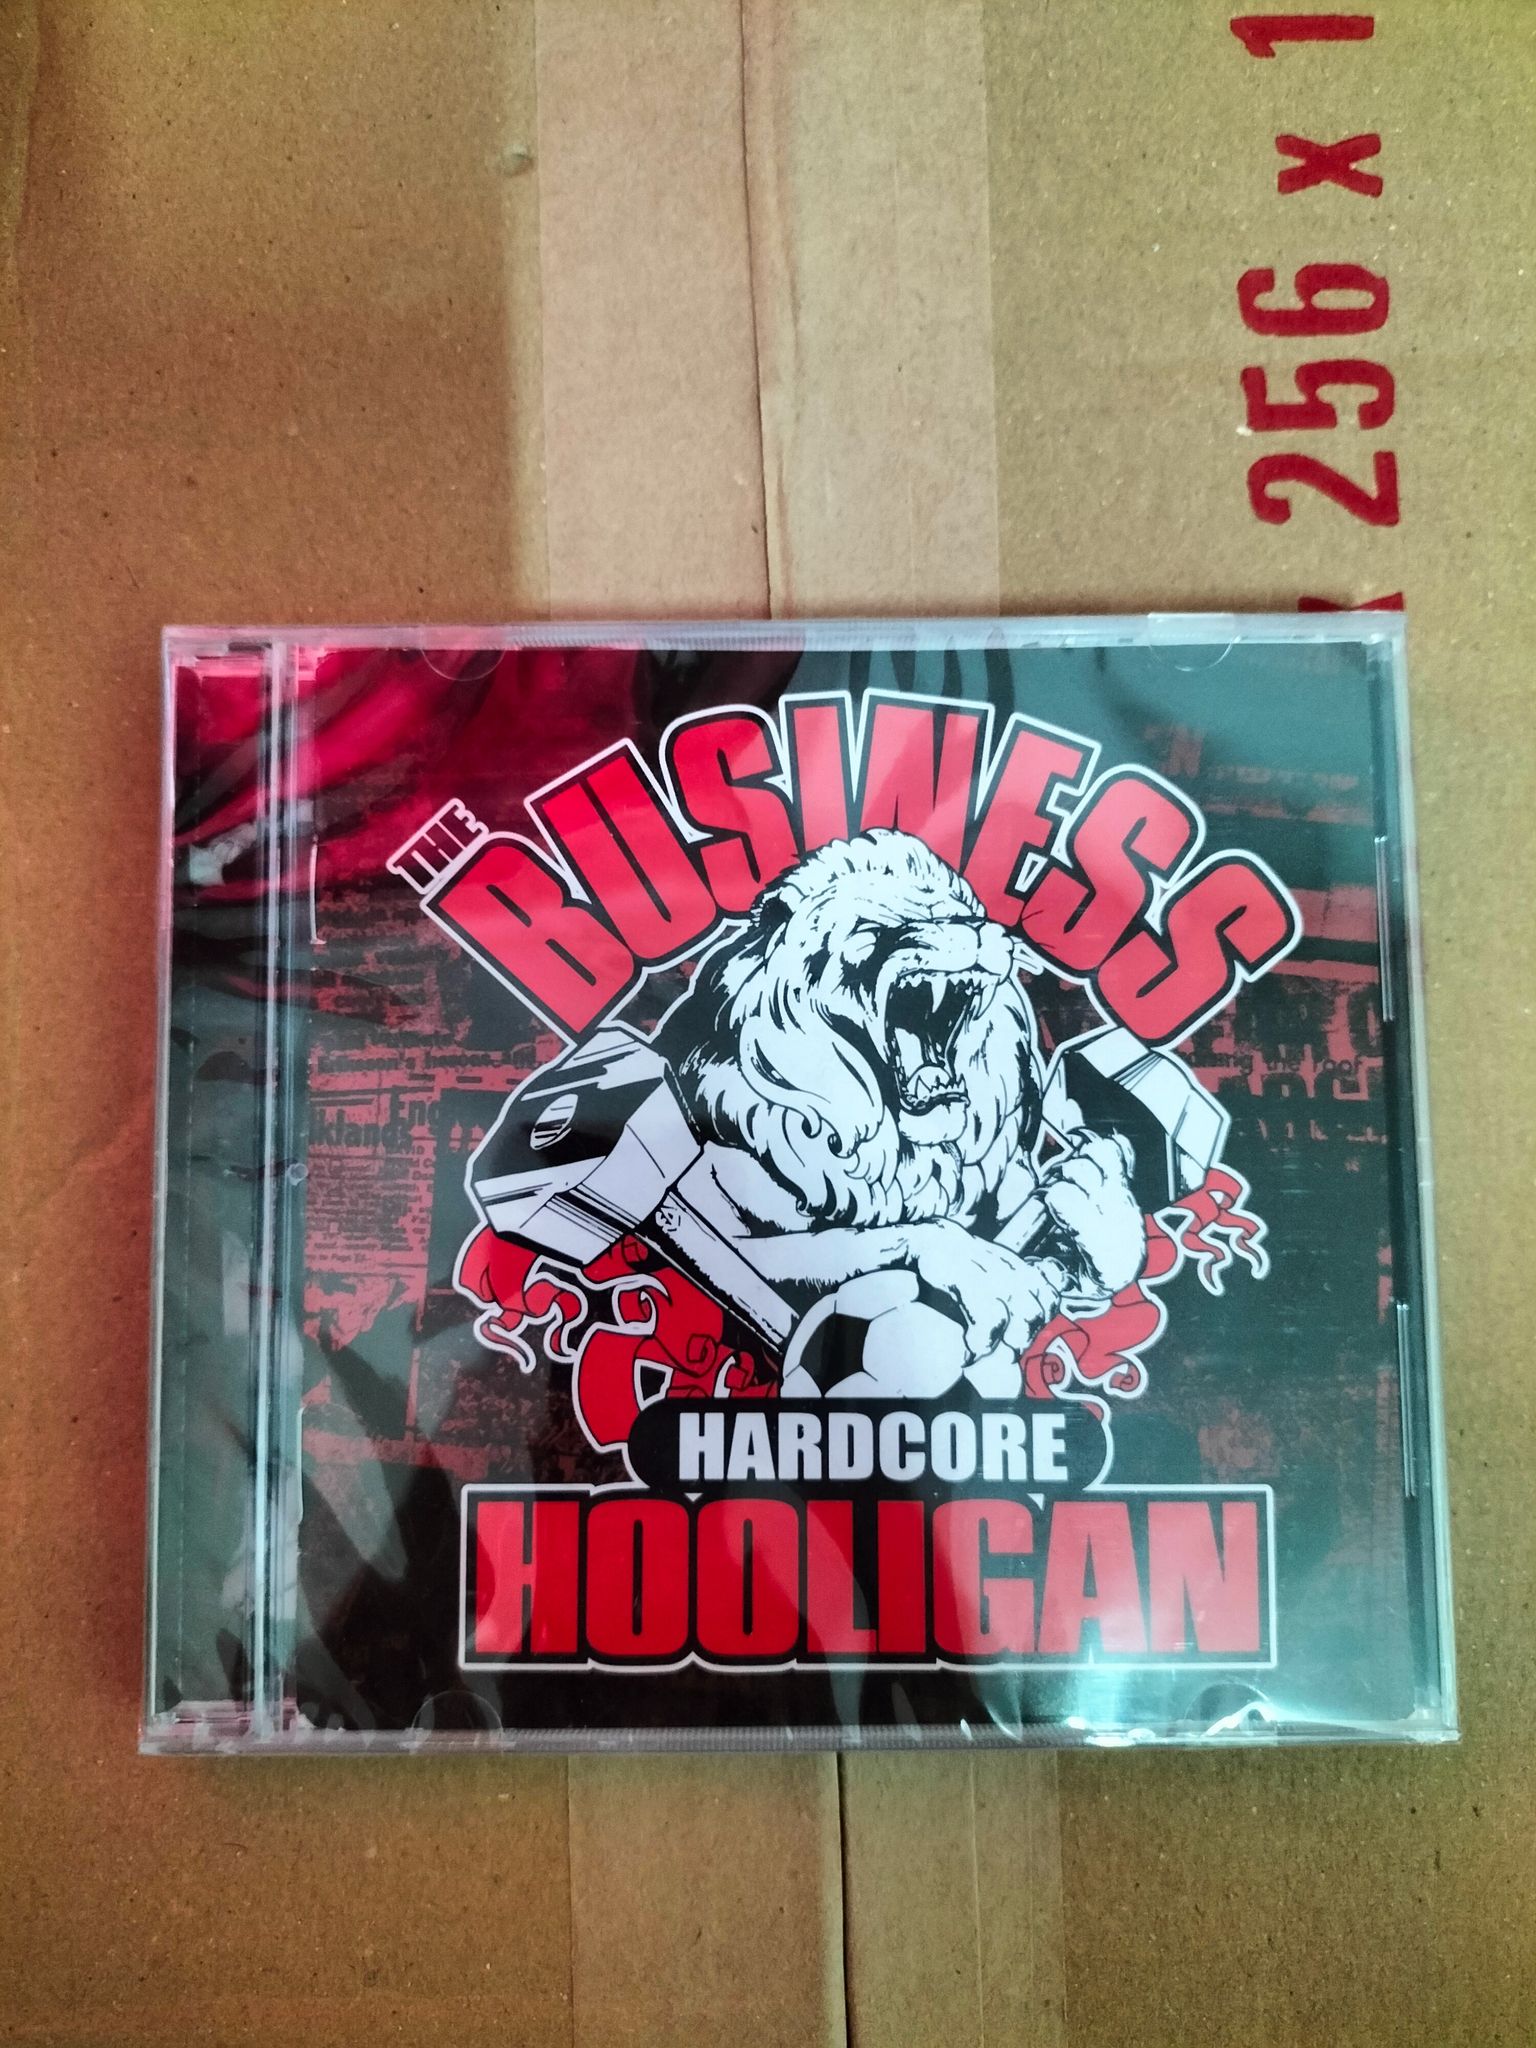 256 x 1
THE
BUSINESS
HARDCORE
HOOLIGAN